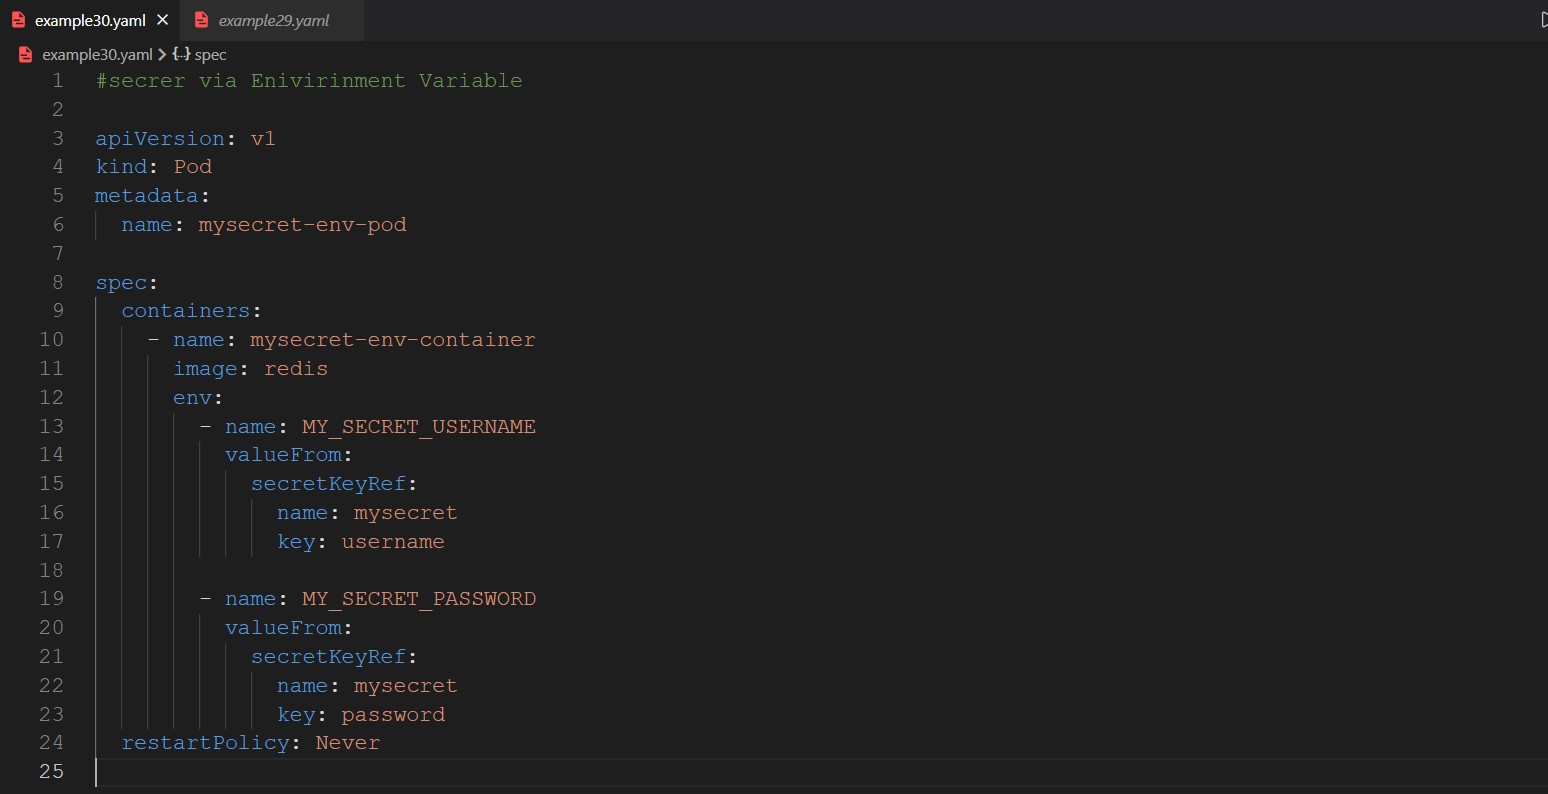 example30.yaml
example29.yaml
example30.yaml > {..} spec
1 #secrer via Enivirinment Variable
2
3 apiVersion: v1
4 kind: Pod
5 metadata:
6   name: mysecret-env-pod
7
8 spec:
9   containers:
10     - name: mysecret-env-container
11       image: redis
12       env:
13         - name: MY_SECRET_USERNAME
14           valueFrom:
15             secretKeyRef:
16               name: mysecret
17               key: username
18
19         - name: MY_SECRET_PASSWORD
20           valueFrom:
21             secretKeyRef:
22               name: mysecret
23               key: password
24   restartPolicy: Never
25